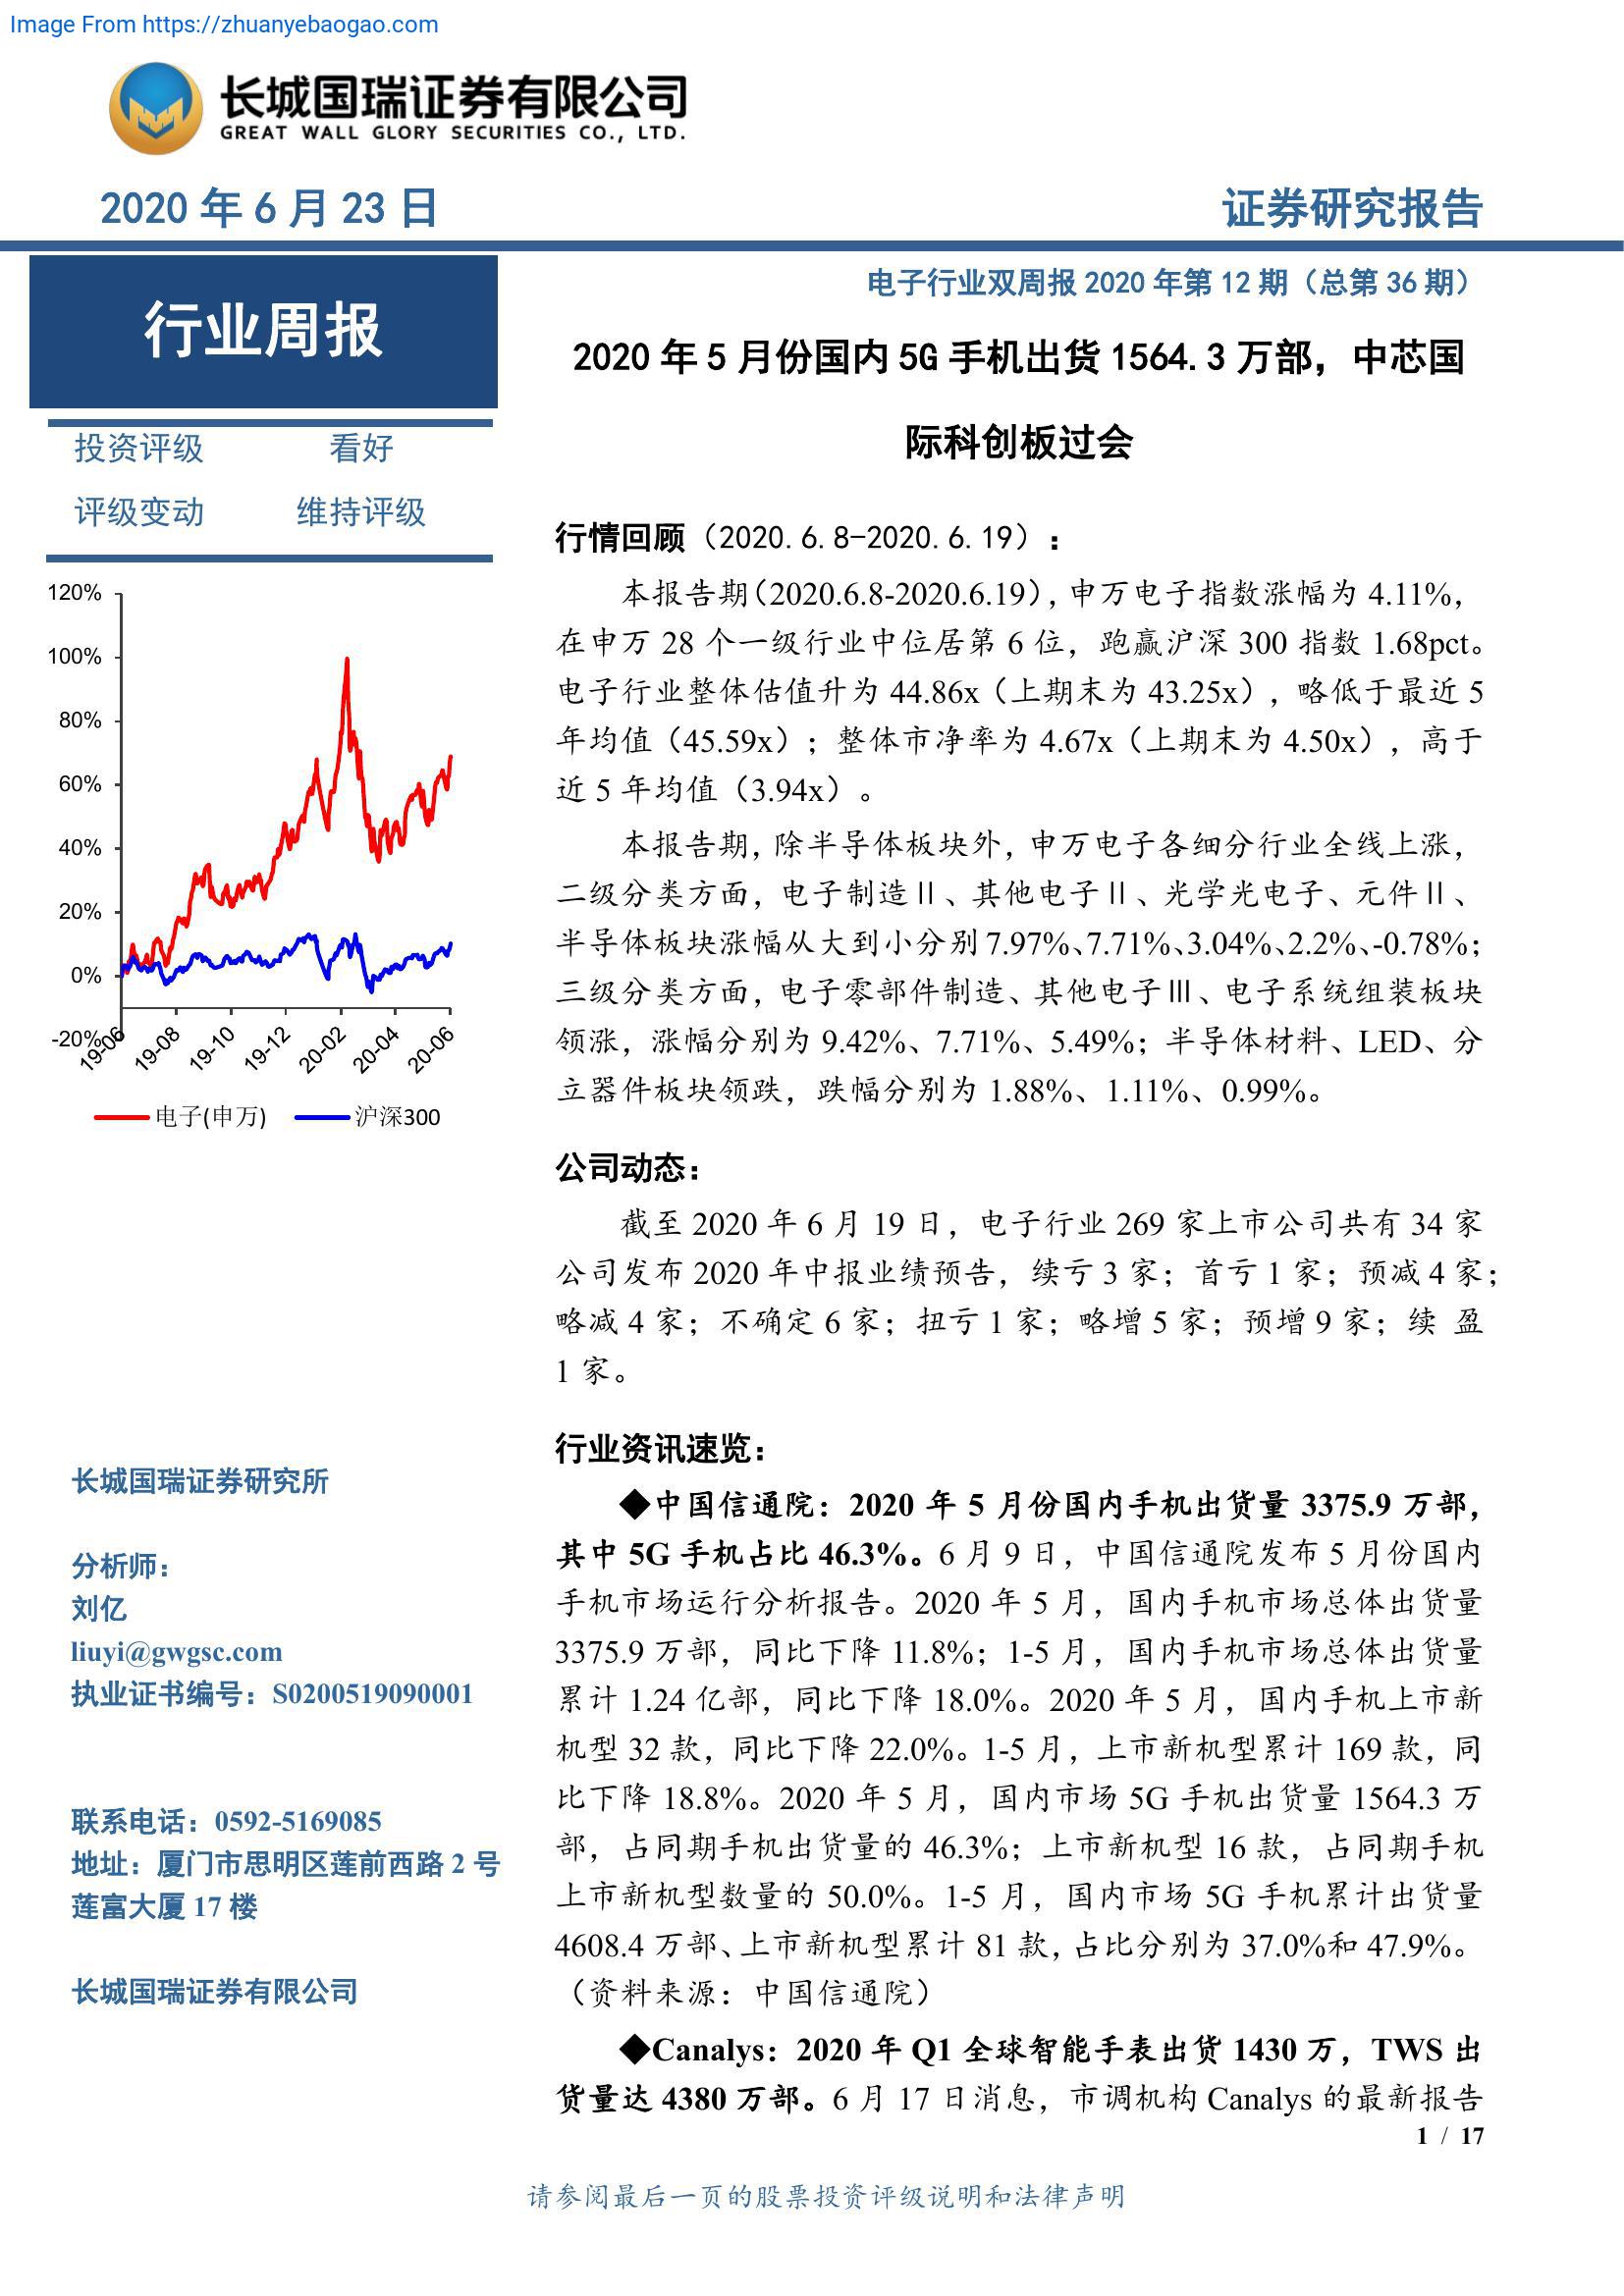 Image From https://zhuanyebaogao.com
长城国瑞证券有限公司
GREAT WALL GLORY SECURITIES CO., LTD.
2020 年 6 月 23 日
证券研究报告
行业周报
投资评级 看好
评级变动 维持评级
120%
100%
80%
60%
40%
20%
0%
-20%
19-06 19-08 19-10 19-12 20-02 20-04 20-06
电子(申万) 沪深300
长城国瑞证券研究所
分析师：
刘亿
liuyi@gwgsc.com
执业证书编号：S0200519090001
联系电话：0592-5169085
地址：厦门市思明区莲前西路 2 号
莲富大厦 17 楼
长城国瑞证券有限公司
电子行业双周报 2020 年第 12 期（总第 36 期）
2020 年 5 月份国内 5G 手机出货 1564.3 万部，中芯国
际科创板过会
行情回顾（2020.6.8-2020.6.19）：
本报告期（2020.6.8-2020.6.19），申万电子指数涨幅为 4.11%，
在申万 28 个一级行业中位居第 6 位，跑赢沪深 300 指数 1.68pct。
电子行业整体估值升为 44.86x（上期末为 43.25x），略低于最近 5
年均值（45.59x）；整体市净率为 4.67x（上期末为 4.50x），高于
近 5 年均值（3.94x）。
本报告期，除半导体板块外，申万电子各细分行业全线上涨，
二级分类方面，电子制造Ⅱ、其他电子Ⅱ、光学光电子、元件Ⅱ、
半导体板块涨幅从大到小分别 7.97%、7.71%、3.04%、2.2%、-0.78%；
三级分类方面，电子零部件制造、其他电子Ⅲ、电子系统组装板块
领涨，涨幅分别为 9.42%、7.71%、5.49%；半导体材料、LED、分
立器件板块领跌，跌幅分别为 1.88%、1.11%、0.99%。
公司动态：
截至 2020 年 6 月 19 日，电子行业 269 家上市公司共有 34 家
公司发布 2020 年中报业绩预告，续亏 3 家；首亏 1 家；预减 4 家；
略减 4 家；不确定 6 家；扭亏 1 家；略增 5 家；预增 9 家；续 盈
1 家。
行业资讯速览：
◆中国信通院：2020 年 5 月份国内手机出货量 3375.9 万部，
其中 5G 手机占比 46.3%。6 月 9 日，中国信通院发布 5 月份国内
手机市场运行分析报告。2020 年 5 月，国内手机市场总体出货量
3375.9 万部，同比下降 11.8%；1-5 月，国内手机市场总体出货量
累计 1.24 亿部，同比下降 18.0%。2020 年 5 月，国内手机上市新
机型 32 款，同比下降 22.0%。1-5 月，上市新机型累计 169 款，同
比下降 18.8%。2020 年 5 月，国内市场 5G 手机出货量 1564.3 万
部，占同期手机出货量的 46.3%；上市新机型 16 款，占同期手机
上市新机型数量的 50.0%。1-5 月，国内市场 5G 手机累计出货量
4608.4 万部、上市新机型累计 81 款，占比分别为 37.0%和 47.9%。
（资料来源：中国信通院）
◆Canalys：2020 年 Q1 全球智能手表出货 1430 万，TWS 出
货量达 4380 万部。6 月 17 日消息，市调机构 Canalys 的最新报告
1 / 17
请参阅最后一页的股票投资评级说明和法律声明